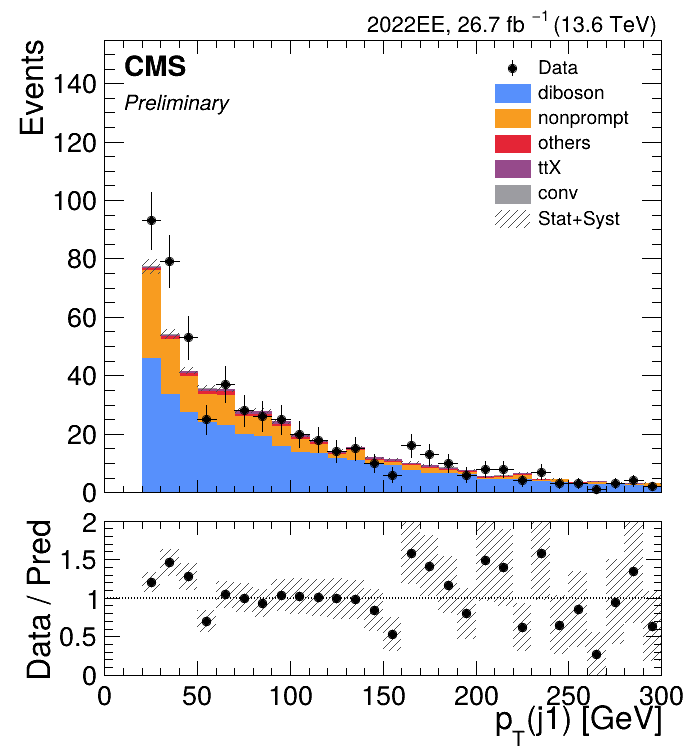 2022EE, 26.7 fb⁻¹ (13.6 TeV)
CMS
Preliminary
Events
140
120
100
80
60
40
20
0
Data
diboson
nonprompt
others
ttX
conv
Stat+Syst
Data / Pred
2
1.5
1
0.5
0
0 50 100 150 200 250 300
p_T(j1) [GeV]